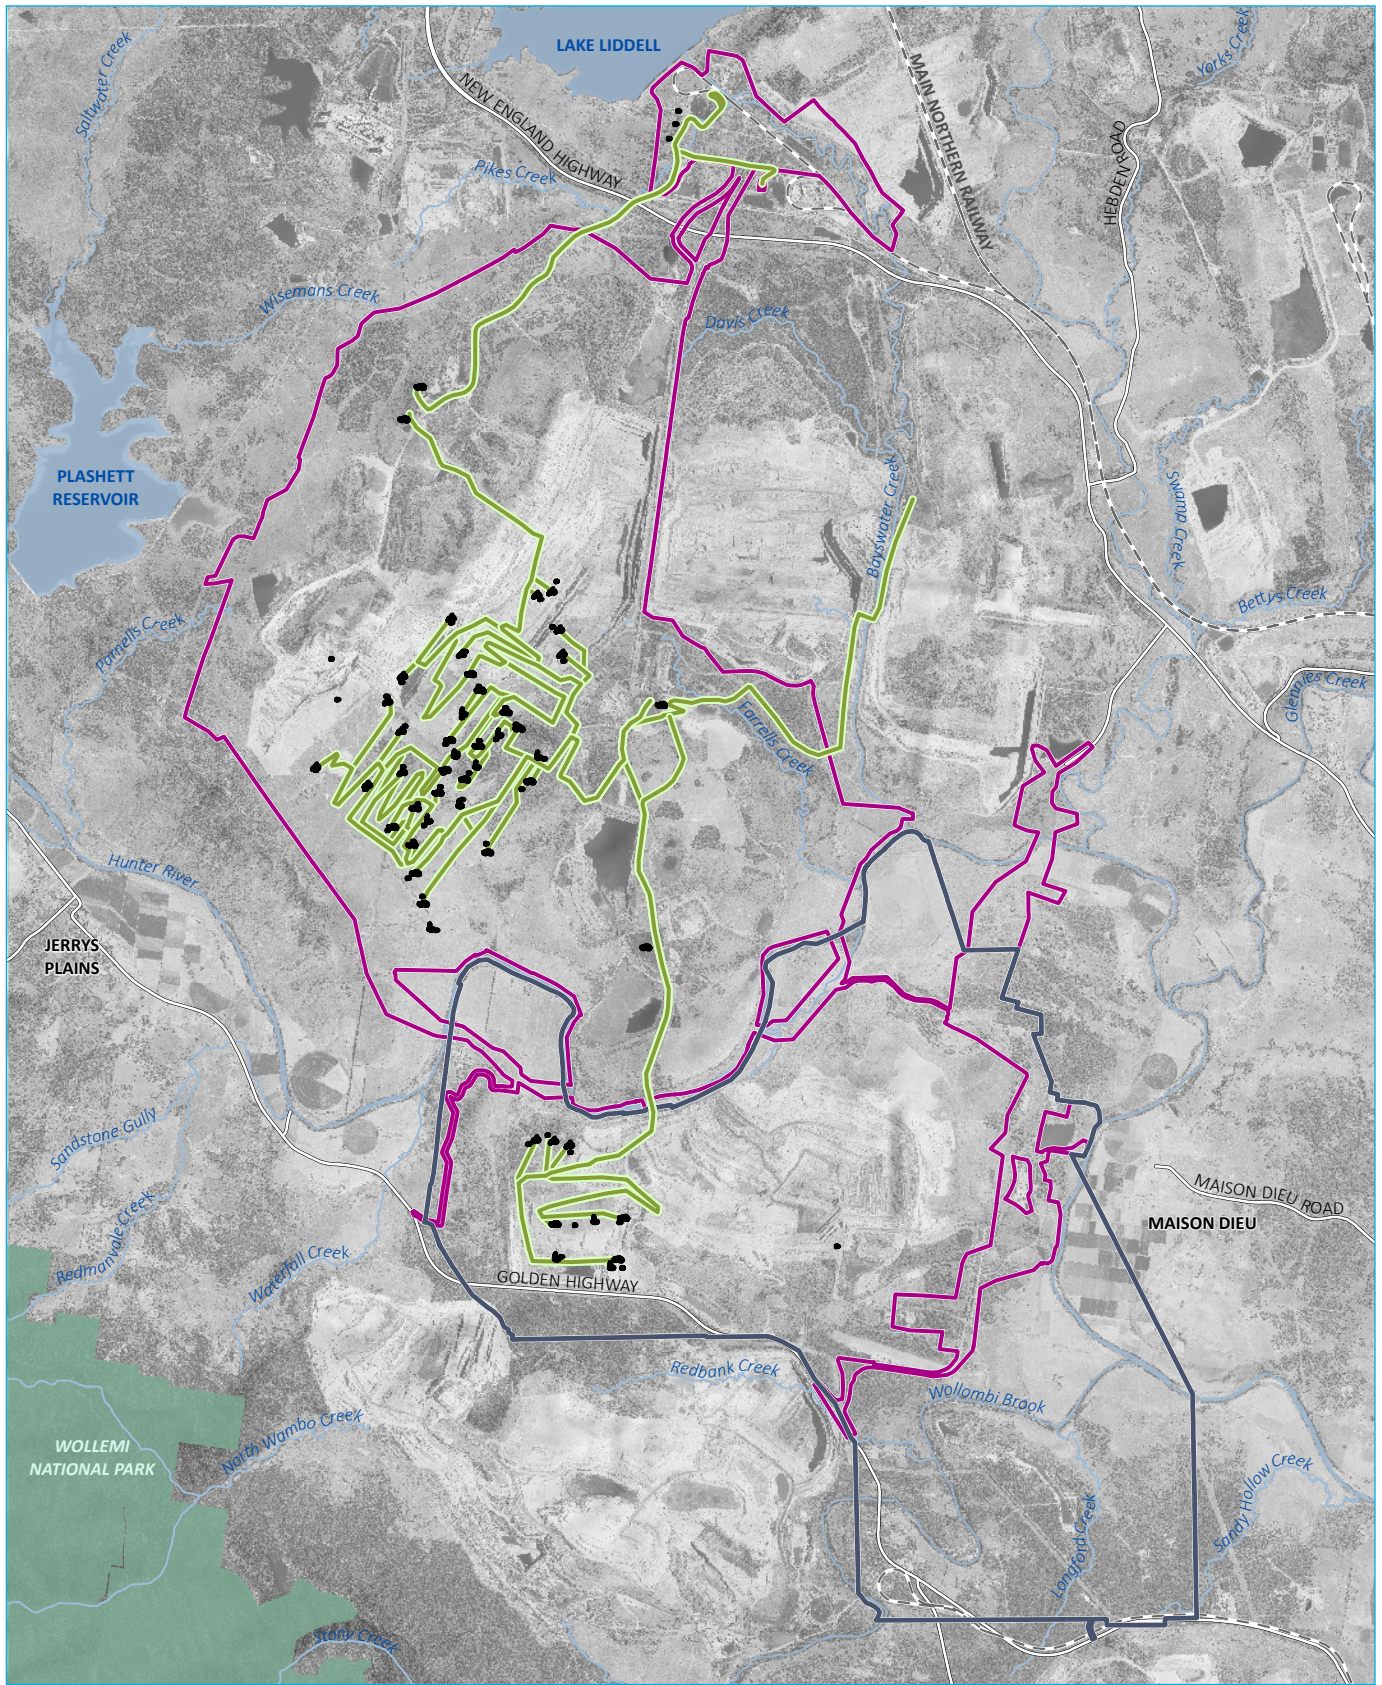 LAKE LIDDELL
Saltwater Creek
Yorks Creek
NEW ENGLAND HIGHWAY
MAIN NORTHERN RAILWAY
HEBDEN ROAD
Pikes Creek
Wisemans Creek
Davis Creek
PLASHETT
RESERVOIR
Bayswater Creek
Swamp Creek
Bettys Creek
Parnells Creek
Glennies Creek
Farrells Creek
Hunter River
JERRYS
PLAINS
Sandstone Gully
Redmanvale Creek
Waterfall Creek
MAISON DIEU ROAD
MAISON DIEU
GOLDEN HIGHWAY
Redbank Creek
Wollombi Brook
North Wambo Creek
WOLLEMI
NATIONAL PARK
Sandy Hollow Creek
Longford Creek
Stony Creek